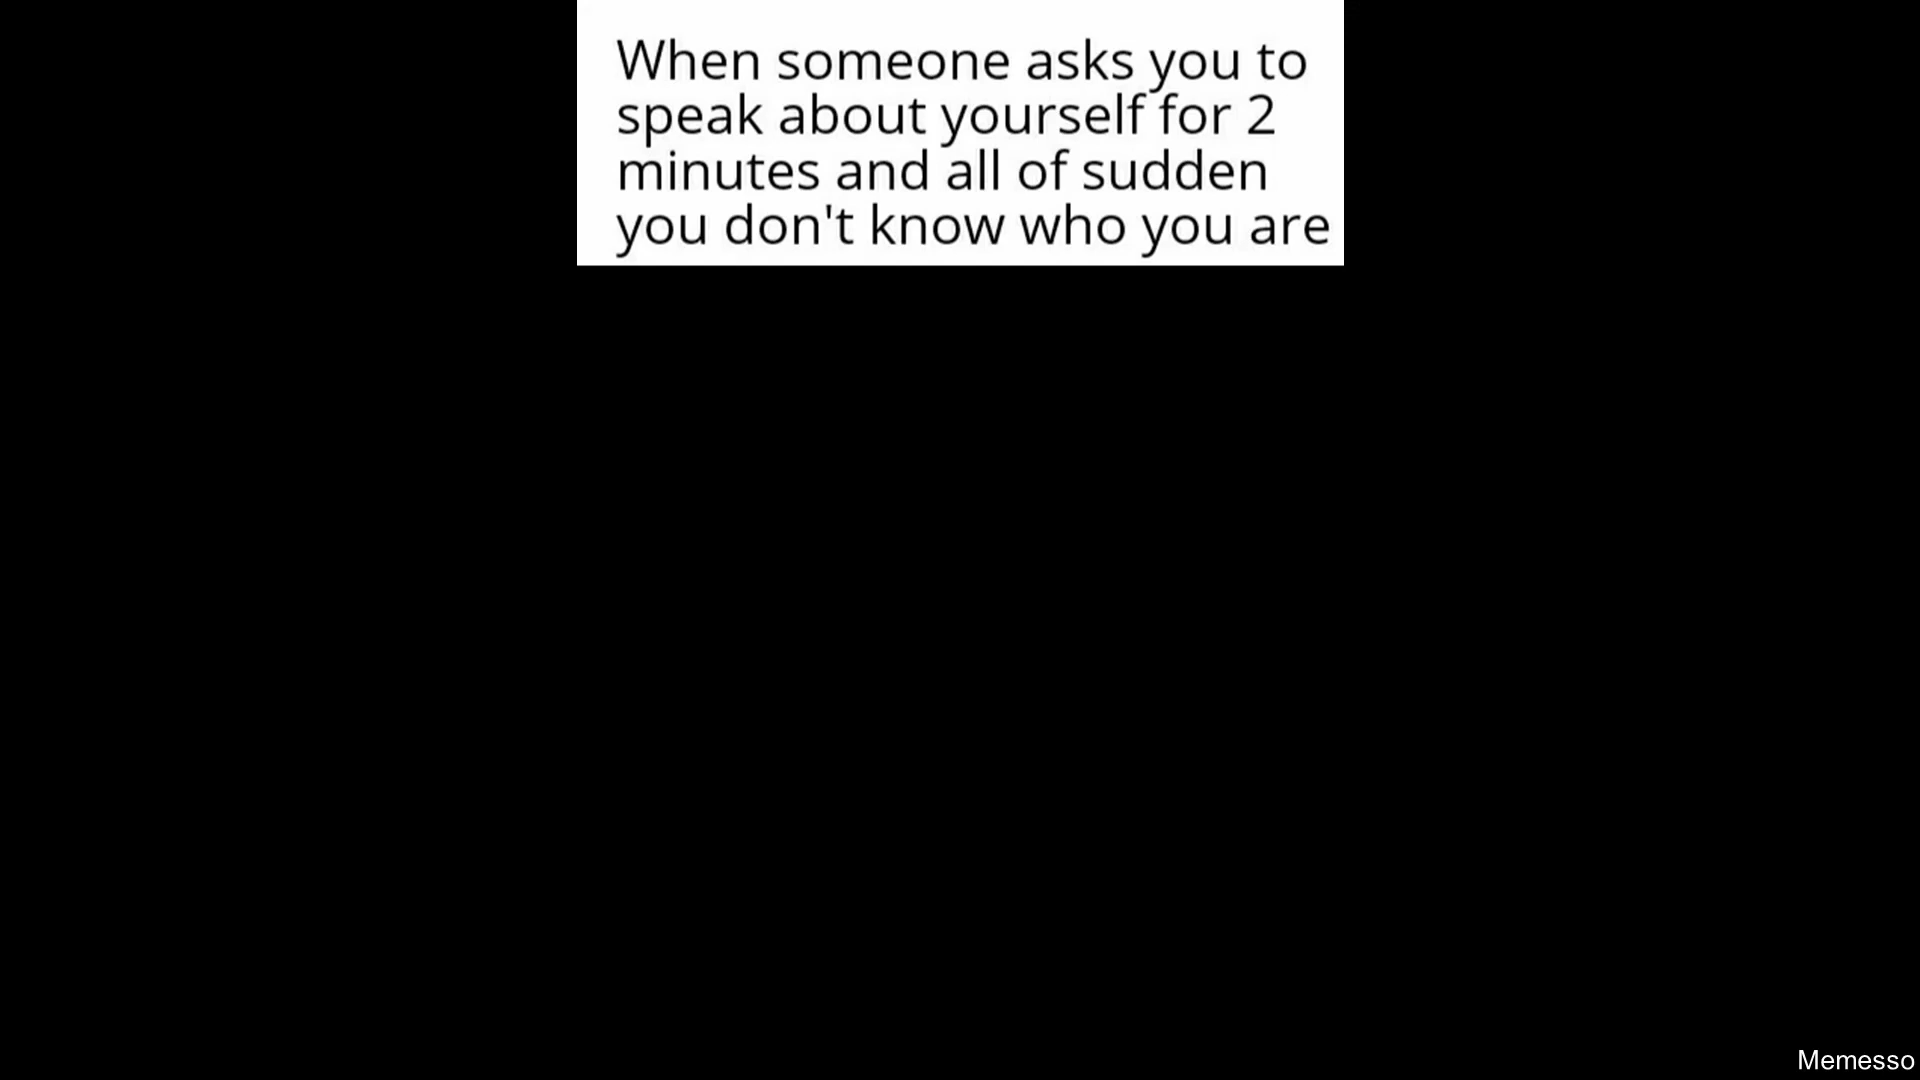 When someone asks you to
speak about yourself for 2
minutes and all of sudden
you don't know who you are
Memesso